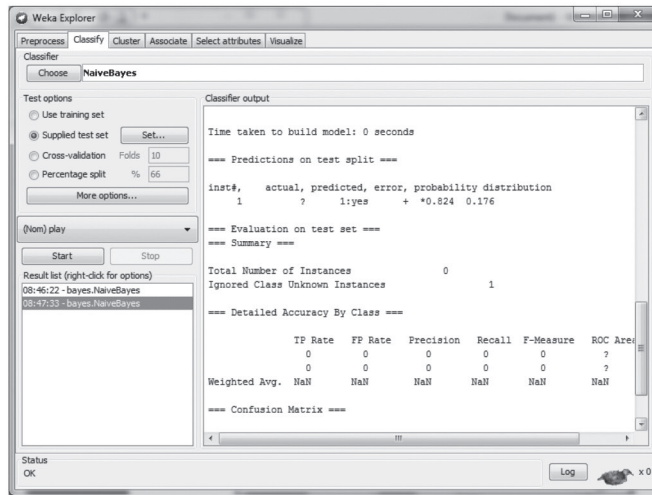 Weka Explorer
Preprocess Classify Cluster Associate Select attributes Visualize
Classifier
Choose NaiveBayes
Test options
Use training set
Supplied test set Set...
Cross-validation Folds 10
Percentage split % 66
More options...
(Nom) play
Start Stop
Result list (right-click for options)
08:46:22 - bayes.NaiveBayes
08:47:33 - bayes.NaiveBayes
Classifier output
Time taken to build model: 0 seconds
=== Predictions on test split ===
inst#, actual, predicted, error, probability distribution
1 ? 1:yes + *0.824 0.176
=== Evaluation on test set ===
=== Summary ===
Total Number of Instances 0
Ignored Class Unknown Instances 1
=== Detailed Accuracy By Class ===
TP Rate FP Rate Precision Recall F-Measure ROC Area
0 0 0 0 0 ?
0 0 0 0 0 ?
Weighted Avg. NaN NaN NaN NaN NaN NaN
=== Confusion Matrix ===
Status
OK
Log
x 0